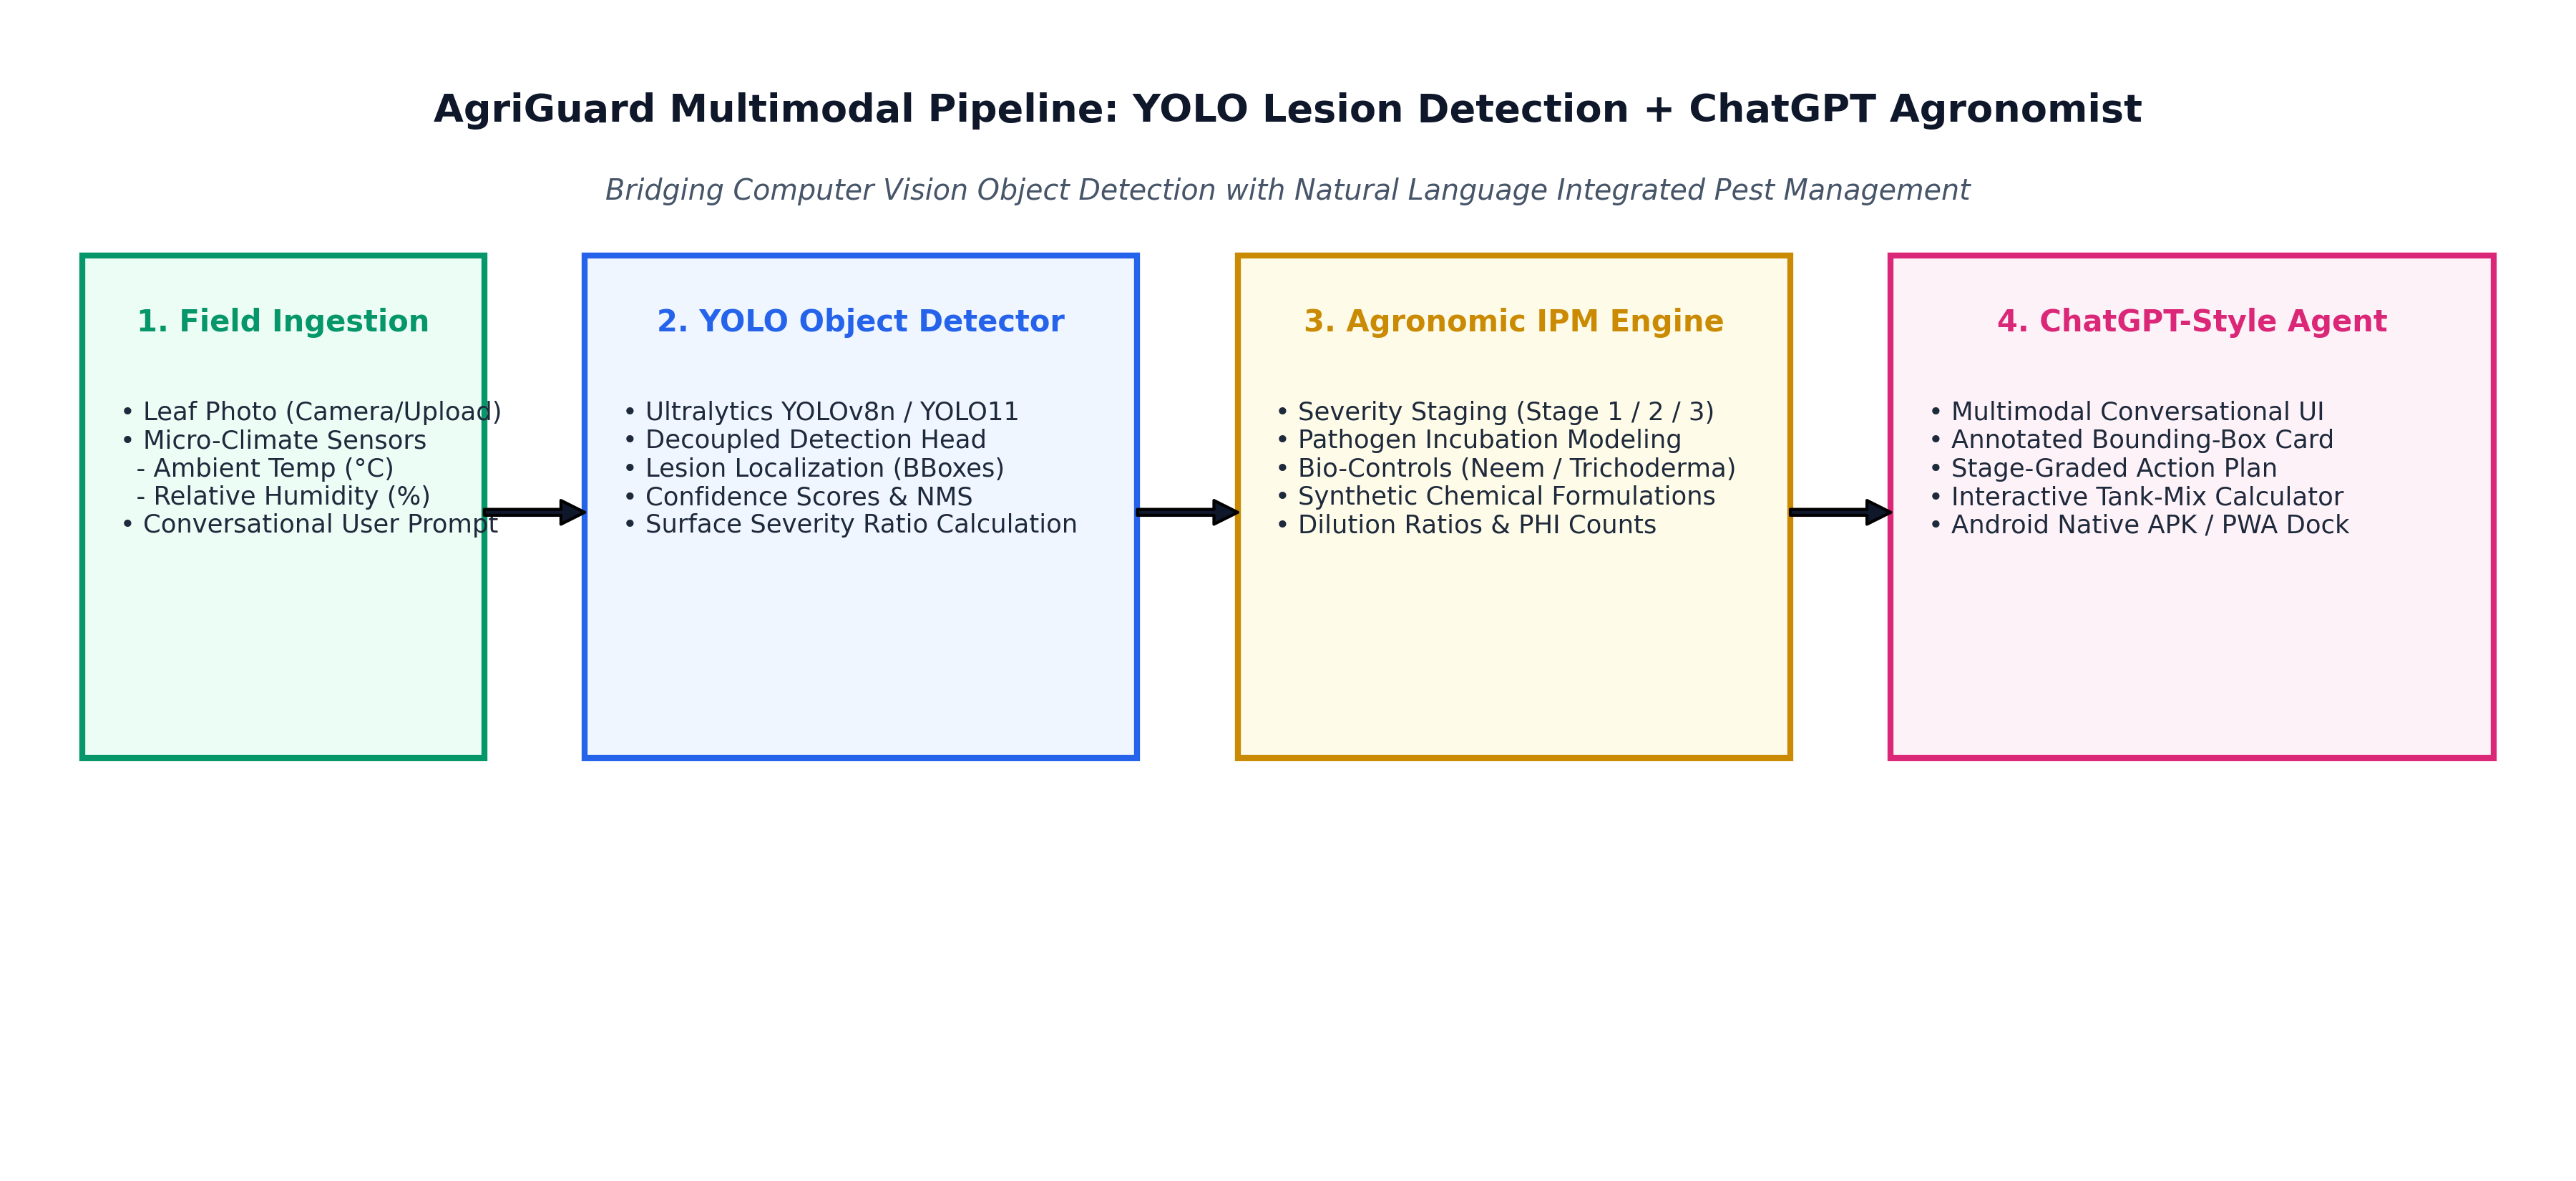 AgriGuard Multimodal Pipeline: YOLO Lesion Detection + ChatGPT Agronomist
Bridging Computer Vision Object Detection with Natural Language Integrated Pest Management
1. Field Ingestion
• Leaf Photo (Camera/Upload)
• Micro-Climate Sensors
- Ambient Temp (°C)
- Relative Humidity (%)
• Conversational User Prompt
2. YOLO Object Detector
• Ultralytics YOLOv8n / YOLO11
• Decoupled Detection Head
• Lesion Localization (BBoxes)
• Confidence Scores & NMS
• Surface Severity Ratio Calculation
3. Agronomic IPM Engine
• Severity Staging (Stage 1 / 2 / 3)
• Pathogen Incubation Modeling
• Bio-Controls (Neem / Trichoderma)
• Synthetic Chemical Formulations
• Dilution Ratios & PHI Counts
4. ChatGPT-Style Agent
• Multimodal Conversational UI
• Annotated Bounding-Box Card
• Stage-Graded Action Plan
• Interactive Tank-Mix Calculator
• Android Native APK / PWA Dock